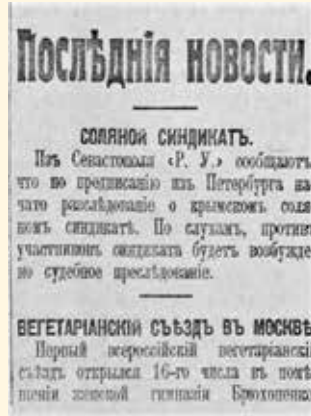 Послѣднія новости.
СОЛЯНОЙ СИНДИКАТЪ.
Изъ Севастополя «Р. У.» сообщаютъ
что по предписанію изъ Петербурга на
чато разслѣдованіе о крымскомъ соля
номъ синдикатѣ. По слухамъ, противъ
участниковъ синдиката будетъ возбужде
но судебное преслѣдованіе.
ВЕГЕТАРІАНСКІЙ СЪѢЗДЪ ВЪ МОСКВѢ
Первый всероссійскій вегетаріанскі
съѣздъ открылся 16-го числа въ помѣ
щеніи женской гимназіи Брюхоненко